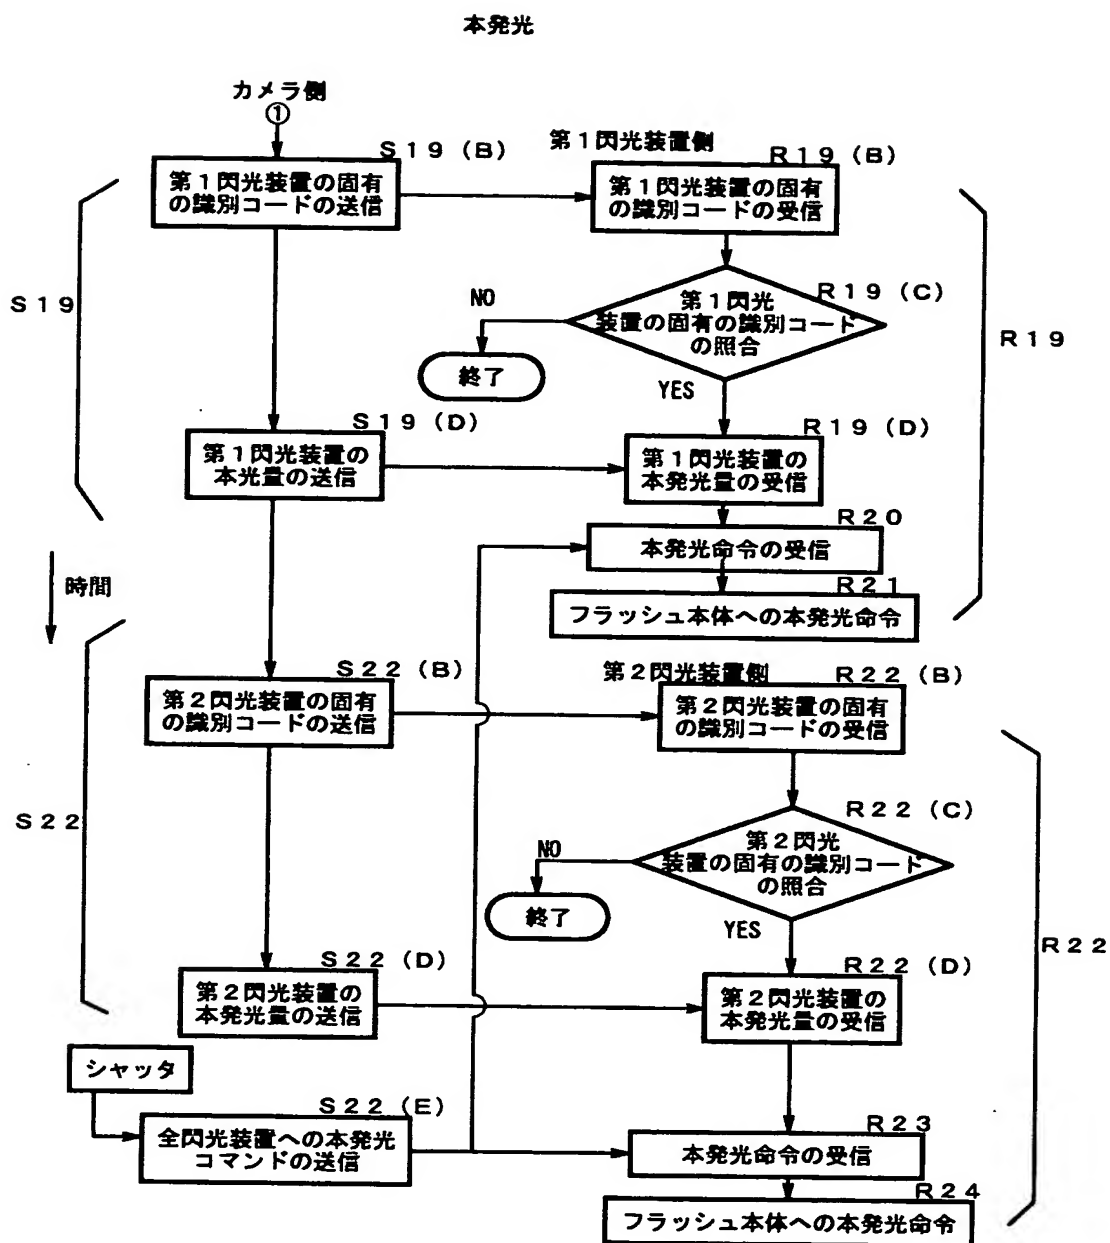 本発光
カメラ側
①
S19(B)
第1閃光装置の固有
の識別コードの送信
第1閃光装置側
R19(B)
第1閃光装置の固有
の識別コードの受信
S19
R19(C)
第1閃光
装置の固有の識別コード
の照合
NO
終了
YES
R19
S19(D)
第1閃光装置の
本光量の送信
R19(D)
第1閃光装置の
本発光量の受信
R20
本発光命令の受信
R21
フラッシュ本体への本発光命令
時間
S22(B)
第2閃光装置の固有
の識別コードの送信
第2閃光装置側
R22(B)
第2閃光装置の固有
の識別コードの受信
S22
R22(C)
第2閃光
装置の固有の識別コード
の照合
NO
終了
YES
R22
S22(D)
第2閃光装置の
本発光量の送信
R22(D)
第2閃光装置の
本発光量の受信
シャッタ
S22(E)
全閃光装置への本発光
コマンドの送信
R23
本発光命令の受信
R24
フラッシュ本体への本発光命令